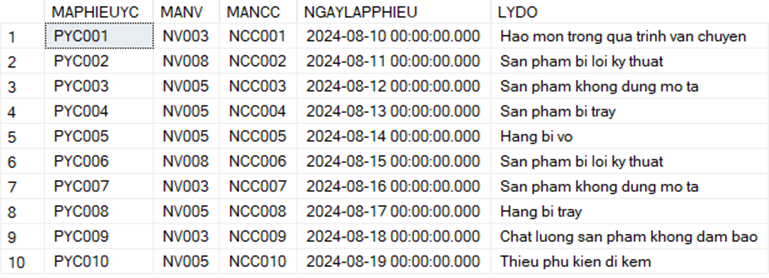 MAPHIEUYC MANV MANCC NGAYLAPPHIEU LYDO
1 PYC001 NV003 NCC001 2024-08-10 00:00:00.000 Hao mon trong qua trinh van chuyen
2 PYC002 NV008 NCC002 2024-08-11 00:00:00.000 San pham bi loi ky thuat
3 PYC003 NV005 NCC003 2024-08-12 00:00:00.000 San pham khong dung mo ta
4 PYC004 NV005 NCC004 2024-08-13 00:00:00.000 San pham bi tray
5 PYC005 NV005 NCC005 2024-08-14 00:00:00.000 Hang bi vo
6 PYC006 NV008 NCC006 2024-08-15 00:00:00.000 San pham bi loi ky thuat
7 PYC007 NV003 NCC007 2024-08-16 00:00:00.000 San pham khong dung mo ta
8 PYC008 NV005 NCC008 2024-08-17 00:00:00.000 Hang bi tray
9 PYC009 NV003 NCC009 2024-08-18 00:00:00.000 Chat luong san pham khong dam bao
10 PYC010 NV005 NCC010 2024-08-19 00:00:00.000 Thieu phu kien di kem